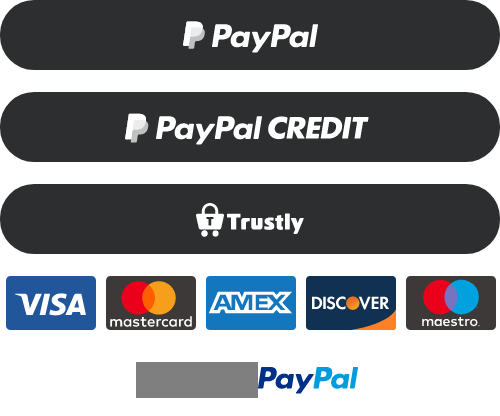 PayPal
PayPal CREDIT
Trustly
VISA mastercard AMEX DISCOVER maestro
PayPal